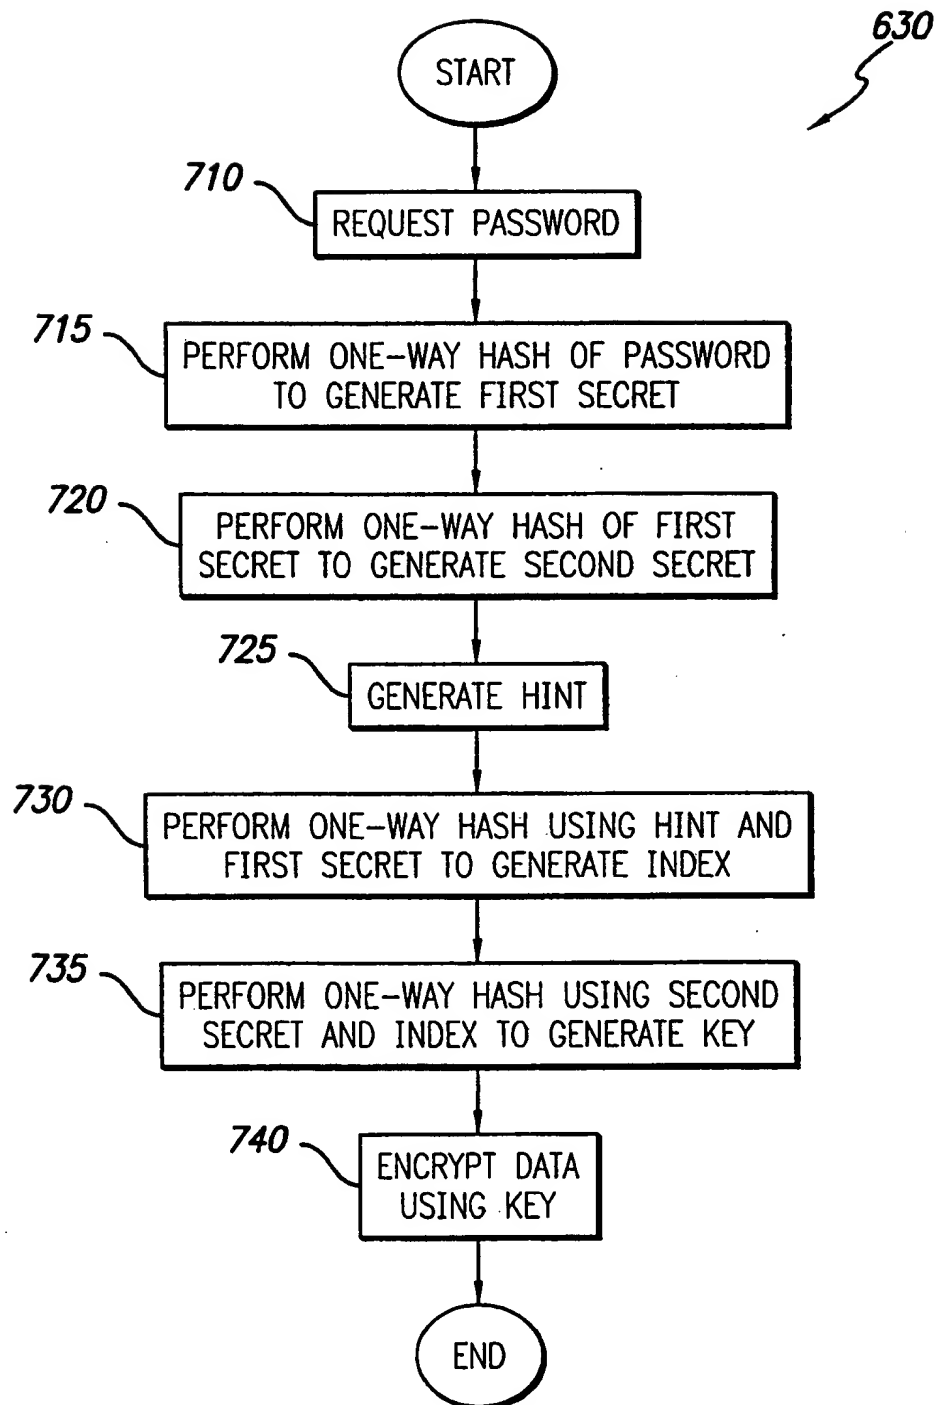 630
START
710
REQUEST PASSWORD
715
PERFORM ONE-WAY HASH OF PASSWORD
TO GENERATE FIRST SECRET
720
PERFORM ONE-WAY HASH OF FIRST
SECRET TO GENERATE SECOND SECRET
725
GENERATE HINT
730
PERFORM ONE-WAY HASH USING HINT AND
FIRST SECRET TO GENERATE INDEX
735
PERFORM ONE-WAY HASH USING SECOND
SECRET AND INDEX TO GENERATE KEY
740
ENCRYPT DATA
USING KEY
END